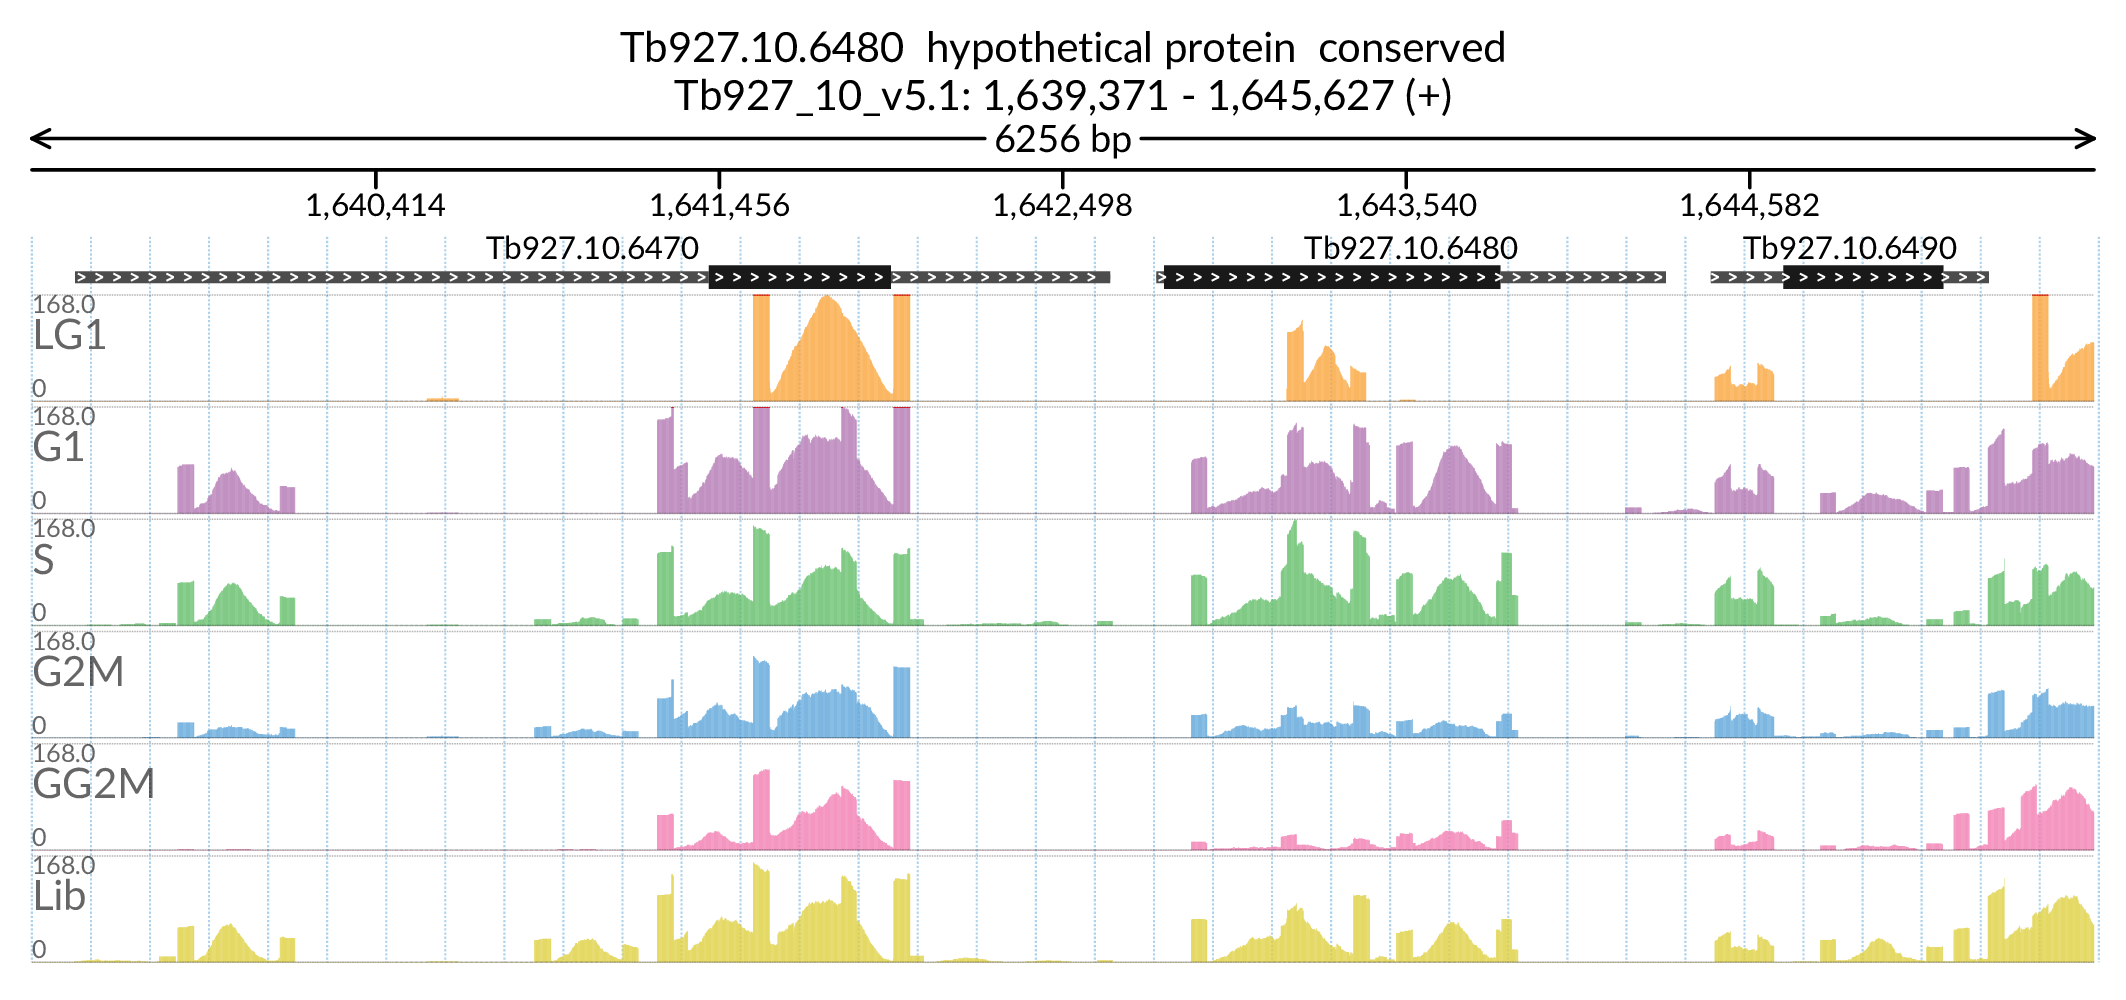 Tb927.10.6480 hypothetical protein conserved
Tb927_10_v5.1: 1,639,371 - 1,645,627 (+)
6256 bp
1,640,414 1,641,456 1,642,498 1,643,540 1,644,582
Tb927.10.6470 Tb927.10.6480 Tb927.10.6490
168.0
LG1
0
168.0
G1
0
168.0
S
0
168.0
G2M
0
168.0
GG2M
0
168.0
Lib
0